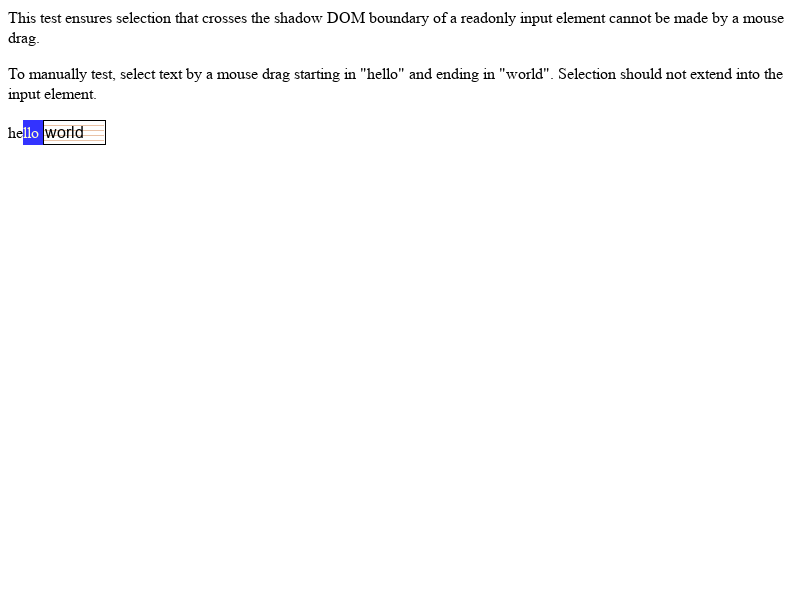 This test ensures selection that crosses the shadow DOM boundary of a readonly input element cannot be made by a mouse
drag.
To manually test, select text by a mouse drag starting in "hello" and ending in "world". Selection should not extend into the
input element.
hello world